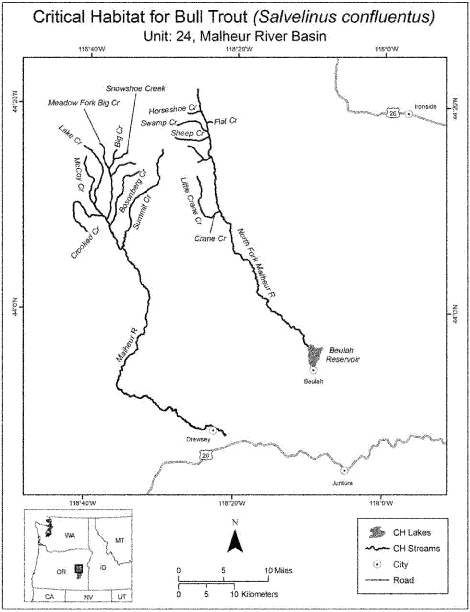 Critical Habitat for Bull Trout (Salvelinus confluentus)
Unit: 24, Malheur River Basin
118°40'W
118°20'W
118°0'W
44°20'N
44°20'N
Snowshoe Creek
Meadow Fork Big Cr
Horseshoe Cr
Ironside
26
Lake Cr
Big Cr
Swamp Cr
Flat Cr
Sheep Cr
McCoy Cr
Bosonberg Cr
Summit Cr
Little Crane Cr
Crooked Cr
Crane Cr
North Fork Malheur R
44°0'N
44°0'N
Malheur R
Beulah
Reservoir
Beulah
Drewsey
20
Juntura
118°40'W
118°20'W
118°0'W
WA
MT
OR
ID
CA
NV
UT
N
0 5 10 Miles
0 5 10 Kilometers
CH Lakes
CH Streams
City
Road